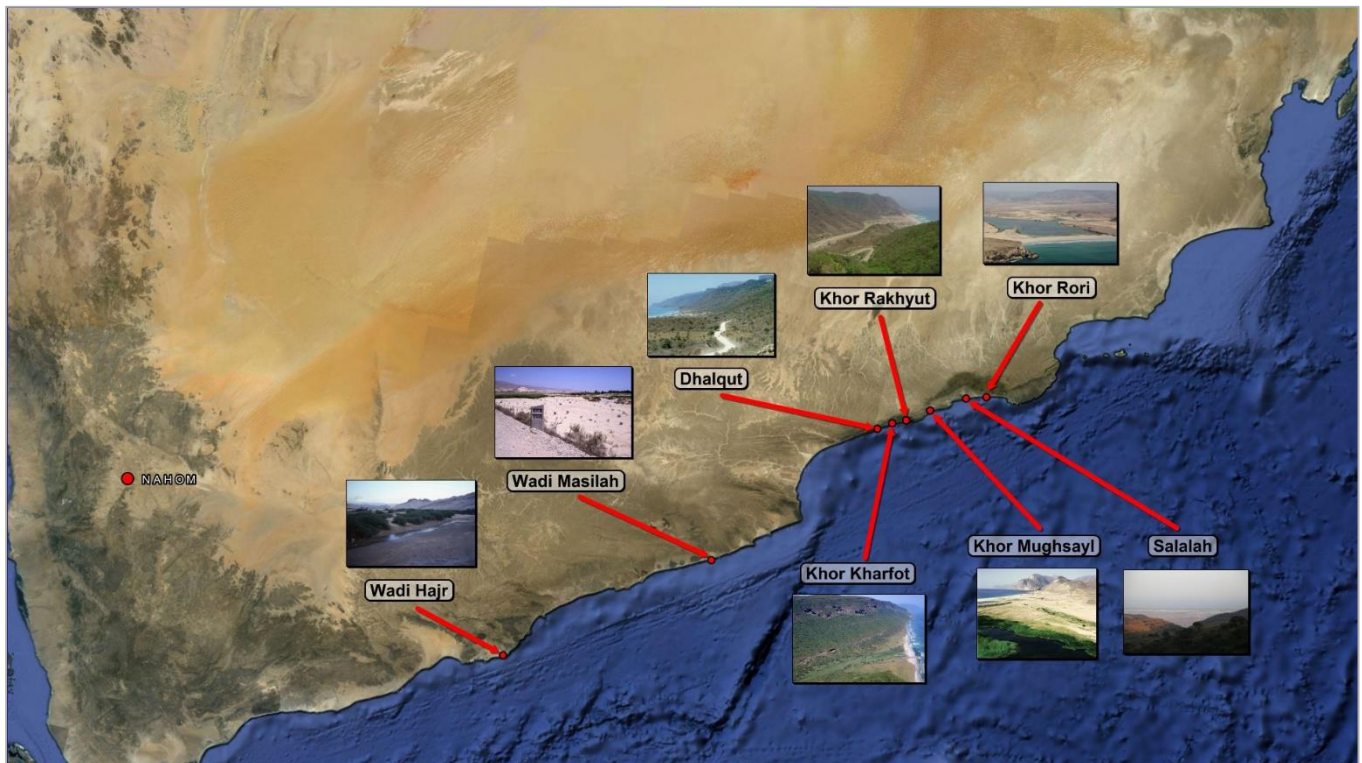 Khor Rakhyut
Khor Rori
Dhalqut
Wadi Masilah
NAHOM
Wadi Hajr
Khor Mughsayl
Salalah
Khor Kharfot